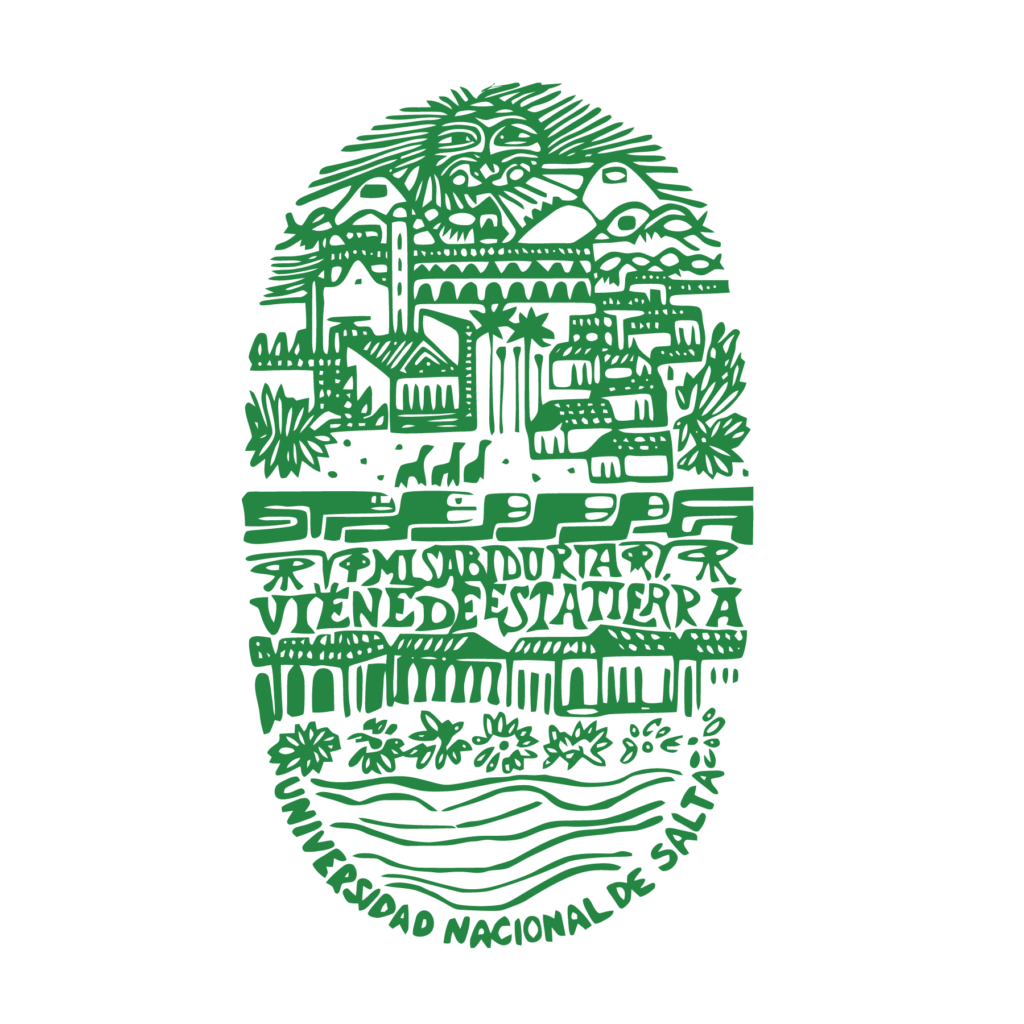 MI SABIDURIA
VIENE DE ESTA TIERRA
UNIVERSIDAD NACIONAL DE SALTA